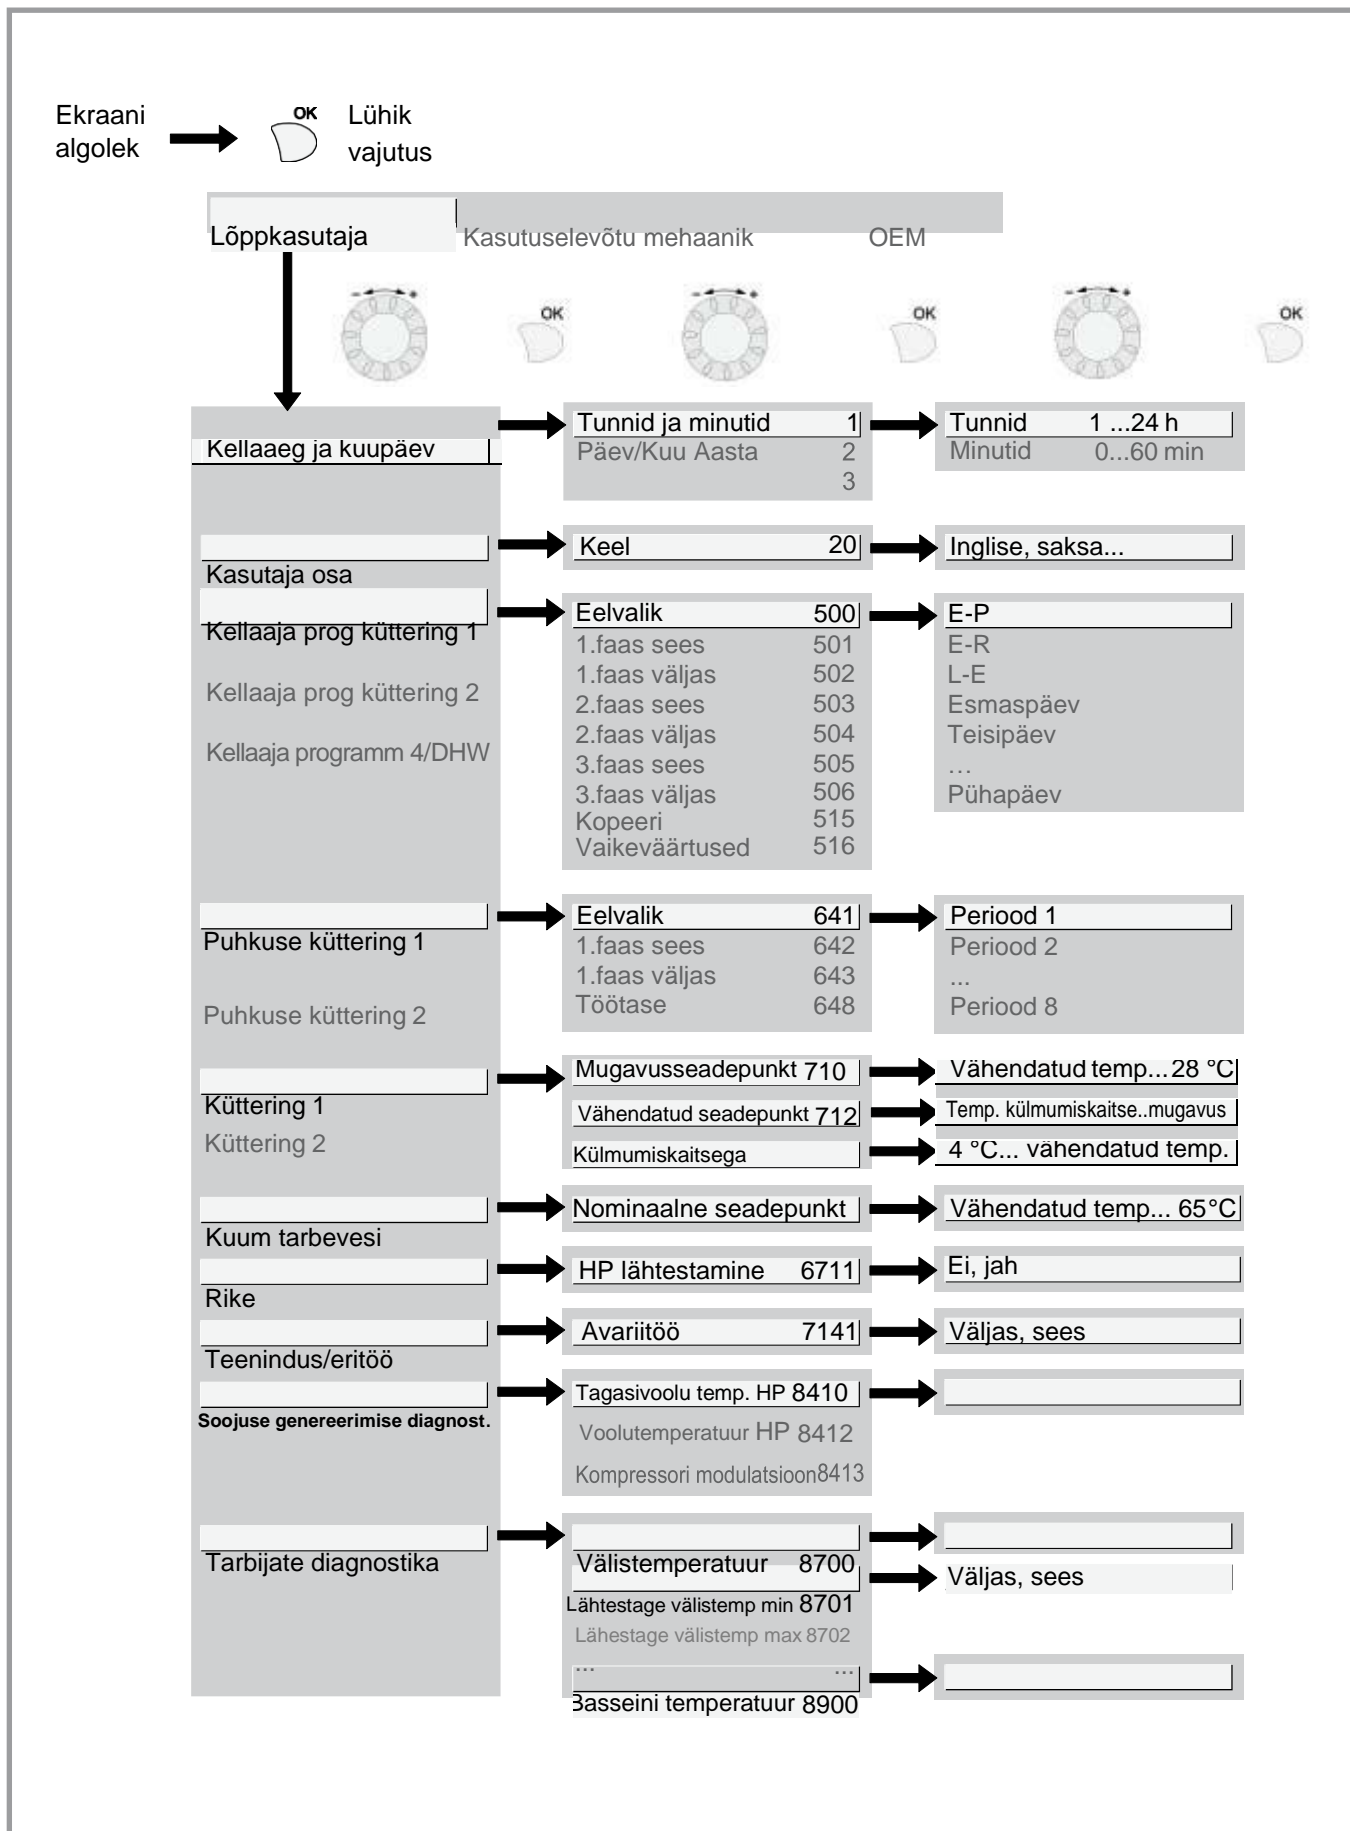 Ekraani
algolek
OK
Lühik
vajutus
Lõppkasutaja
Kasutuselevõtu mehaanik
OEM
- +
OK
- +
OK
- +
OK
Kellaaeg ja kuupäev
Tunnid ja minutid 1
Päev/Kuu Aasta 2
3
Tunnid 1 ...24 h
Minutid 0...60 min
Kasutaja osa
Keel 20
Inglise, saksa...
Kellaaja prog küttering 1
Kellaaja prog küttering 2
Kellaaja programm 4/DHW
Eelvalik 500
1.faas sees 501
1.faas väljas 502
2.faas sees 503
2.faas väljas 504
3.faas sees 505
3.faas väljas 506
Kopeeri 515
Vaikeväärtused 516
E-P
E-R
L-E
Esmaspäev
Teisipäev
...
Pühapäev
Puhkuse küttering 1
Puhkuse küttering 2
Eelvalik 641
1.faas sees 642
1.faas väljas 643
Töötase 648
Periood 1
Periood 2
...
Periood 8
Küttering 1
Küttering 2
Mugavusseadepunkt 710
Vähendatud seadepunkt 712
Külmumiskaitsega
Vähendatud temp...28 °C
Temp. külmumiskaitse..mugavus
4 °C... vähendatud temp.
Kuum tarbevesi
Nominaalne seadepunkt
Vähendatud temp... 65°C
Rike
HP lähtestamine 6711
Ei, jah
Teenindus/eritöö
Avariitöö 7141
Väljas, sees
Soojuse genereerimise diagnost.
Tagasivoolu temp. HP 8410
Voolutemperatuur HP 8412
Kompressori modulatsioon8413
Tarbijate diagnostika
Välistemperatuur 8700
Lähtestage välistemp min 8701
Lähestage välistemp max 8702
... ...
Basseini temperatuur 8900
Väljas, sees